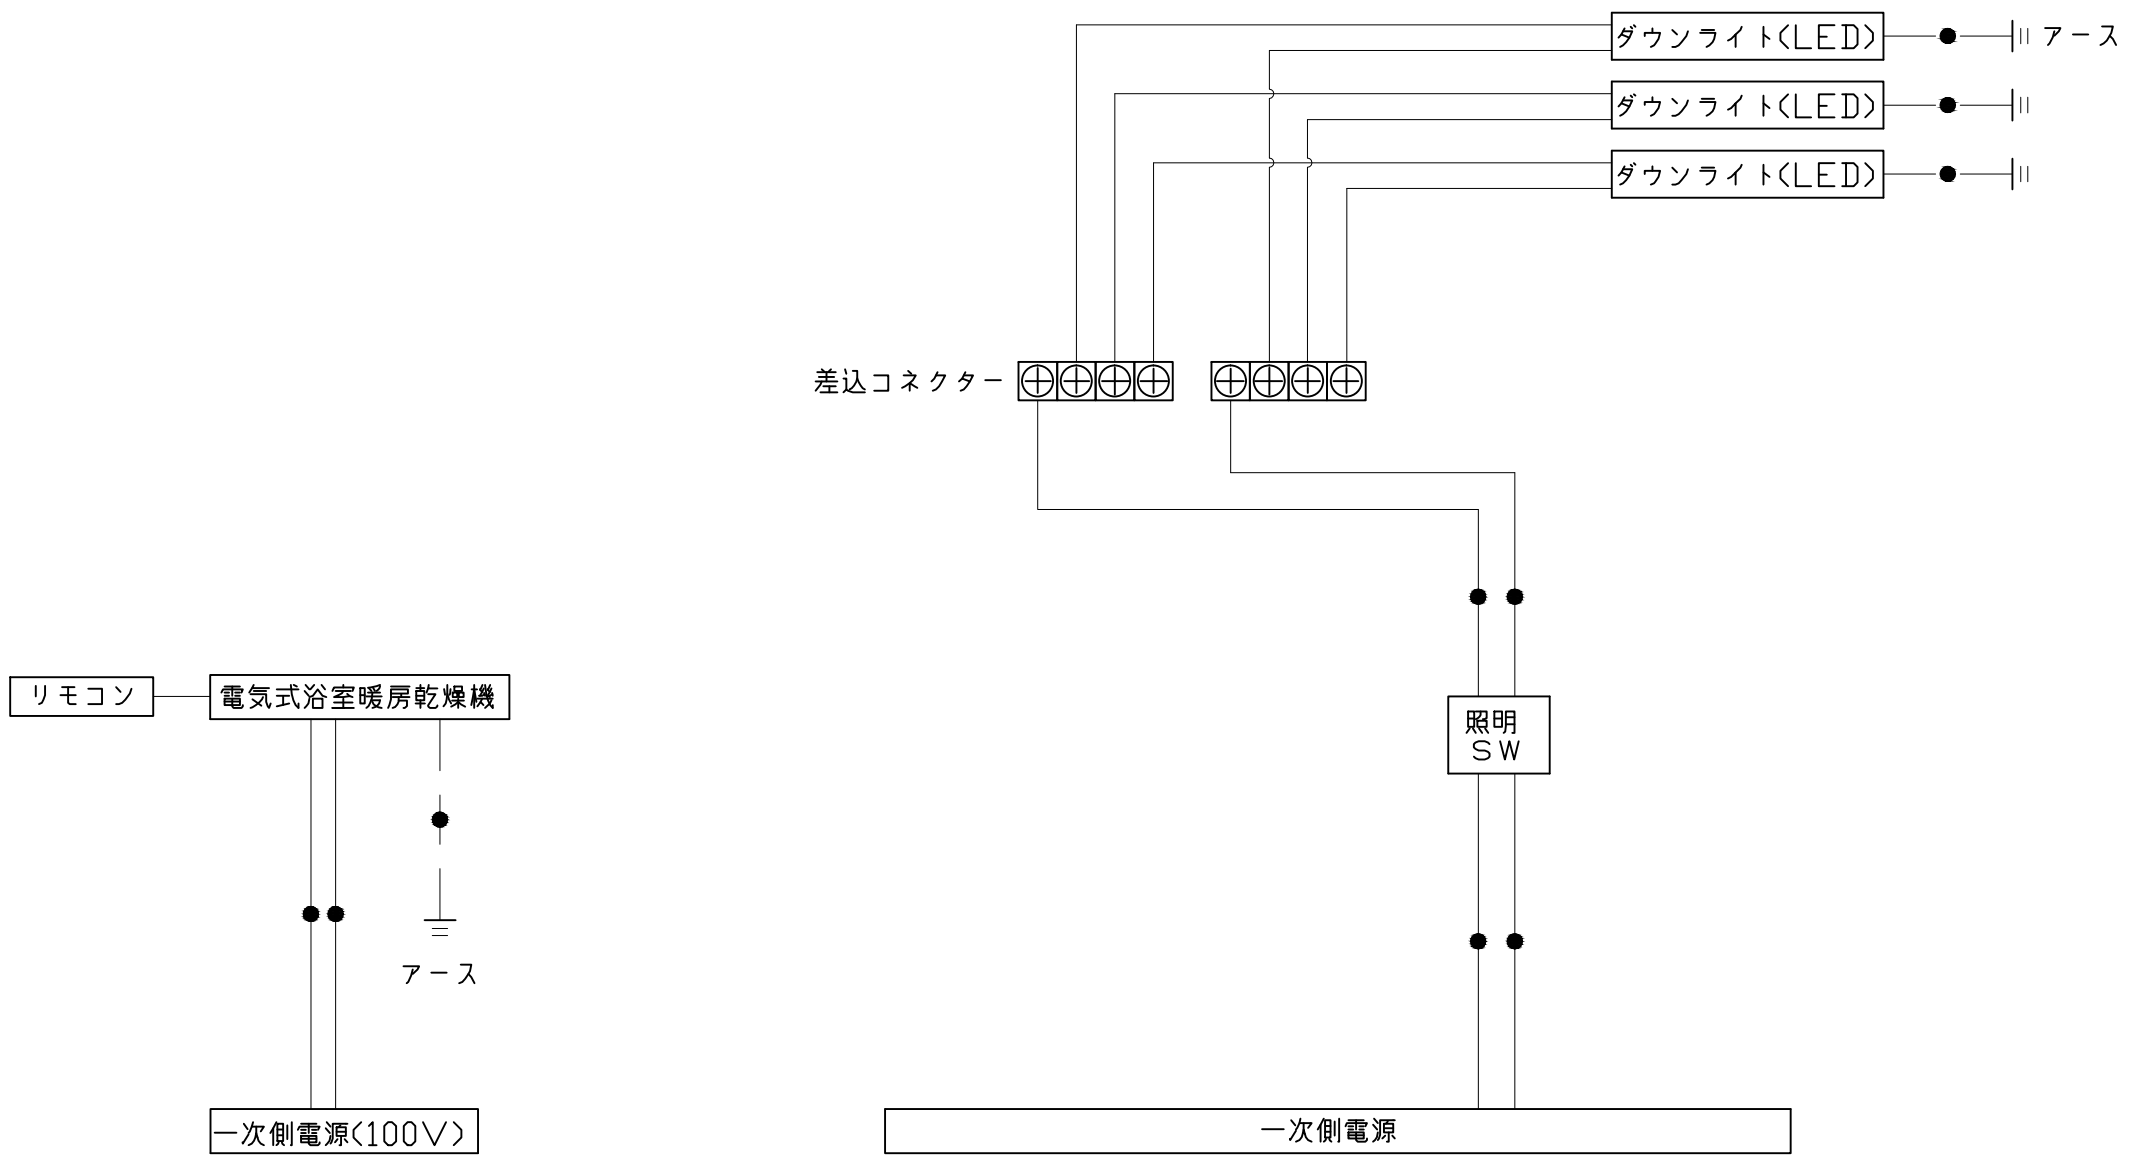 ダウンライト(LED)
アース
ダウンライト(LED)
ダウンライト(LED)
差込コネクター
リモコン
電気式浴室暖房乾燥機
照明
SW
アース
一次側電源(100V)
一次側電源